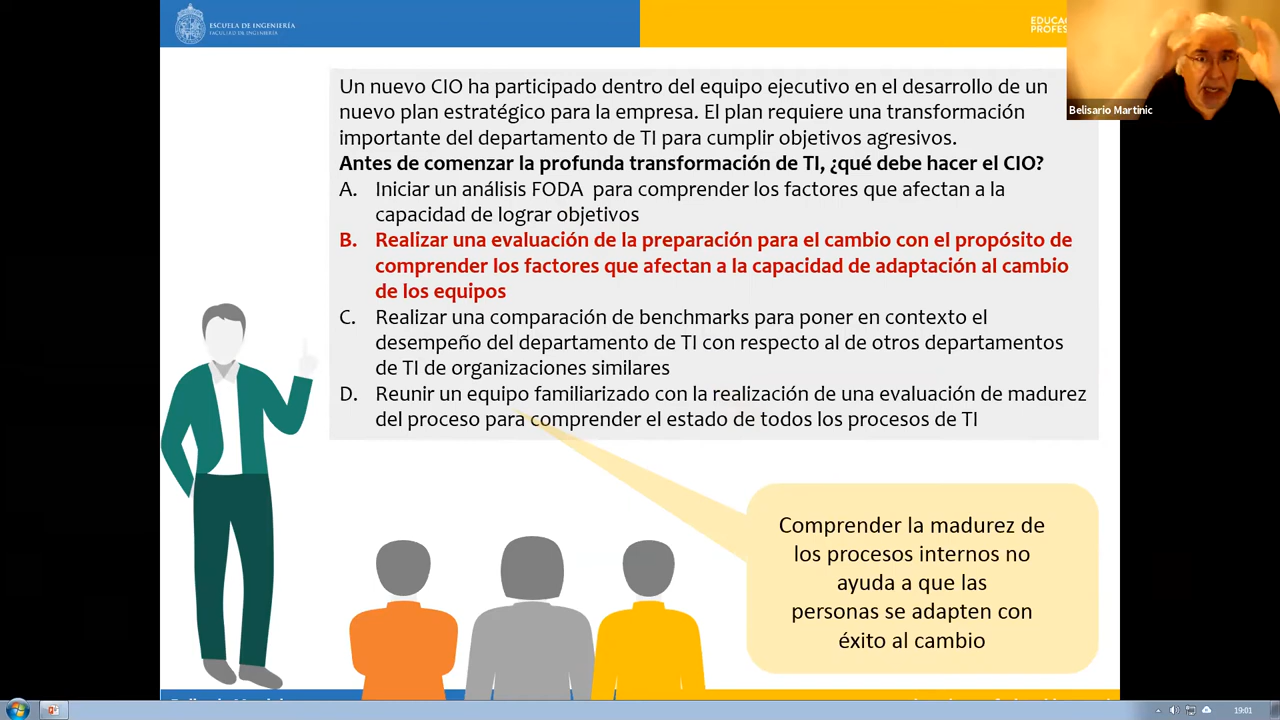 ESCUELA DE INGENIERÍA
FACULTAD DE INGENIERÍA
Belisario Martinic
Un nuevo CIO ha participado dentro del equipo ejecutivo en el desarrollo de un
nuevo plan estratégico para la empresa. El plan requiere una transformación
importante del departamento de TI para cumplir objetivos agresivos.
Antes de comenzar la profunda transformación de TI, ¿qué debe hacer el CIO?
A. Iniciar un análisis FODA para comprender los factores que afectan a la
capacidad de lograr objetivos
B. Realizar una evaluación de la preparación para el cambio con el propósito de
comprender los factores que afectan a la capacidad de adaptación al cambio
de los equipos
C. Realizar una comparación de benchmarks para poner en contexto el
desempeño del departamento de TI con respecto al de otros departamentos
de TI de organizaciones similares
D. Reunir un equipo familiarizado con la realización de una evaluación de madurez
del proceso para comprender el estado de todos los procesos de TI
Comprender la madurez de
los procesos internos no
ayuda a que las
personas se adapten con
éxito al cambio
19:01